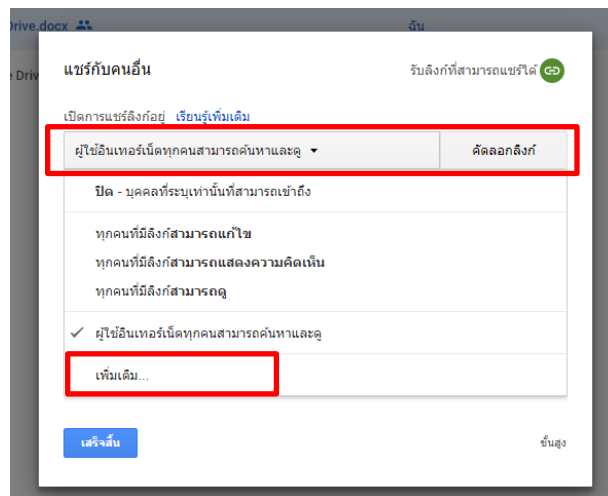 Drive.docx ฉัน
แชร์กับคนอื่น รับลิงก์ที่สามารถแชร์ได้
e Driv
เปิดการแชร์ลิงก์อยู่ เรียนรู้เพิ่มเติม
ผู้ใช้อินเทอร์เน็ตทุกคนสามารถค้นหาและดู คัดลอกลิงก์
ปิด - บุคคลที่ระบุเท่านั้นที่สามารถเข้าถึง
ทุกคนที่มีลิงก์สามารถแก้ไข
ทุกคนที่มีลิงก์สามารถแสดงความคิดเห็น
ทุกคนที่มีลิงก์สามารถดู
ผู้ใช้อินเทอร์เน็ตทุกคนสามารถค้นหาและดู
เพิ่มเติม...
เสร็จสิ้น ขั้นสูง